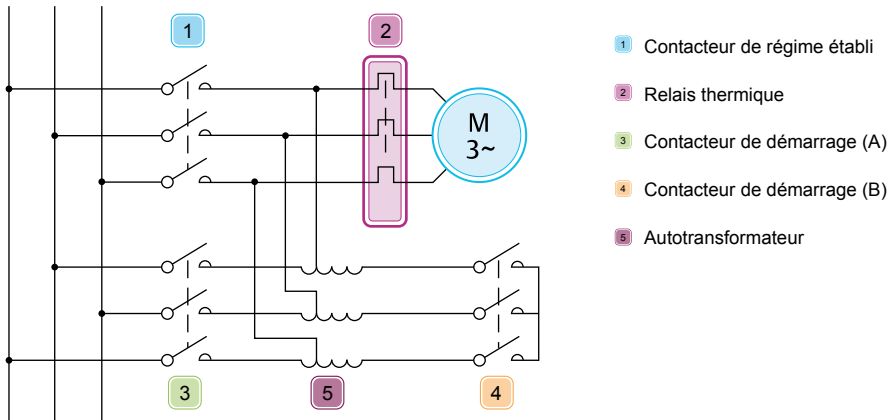 1
2
M
3~
3
5
4
1 Contacteur de régime établi
2 Relais thermique
3 Contacteur de démarrage (A)
4 Contacteur de démarrage (B)
5 Autotransformateur